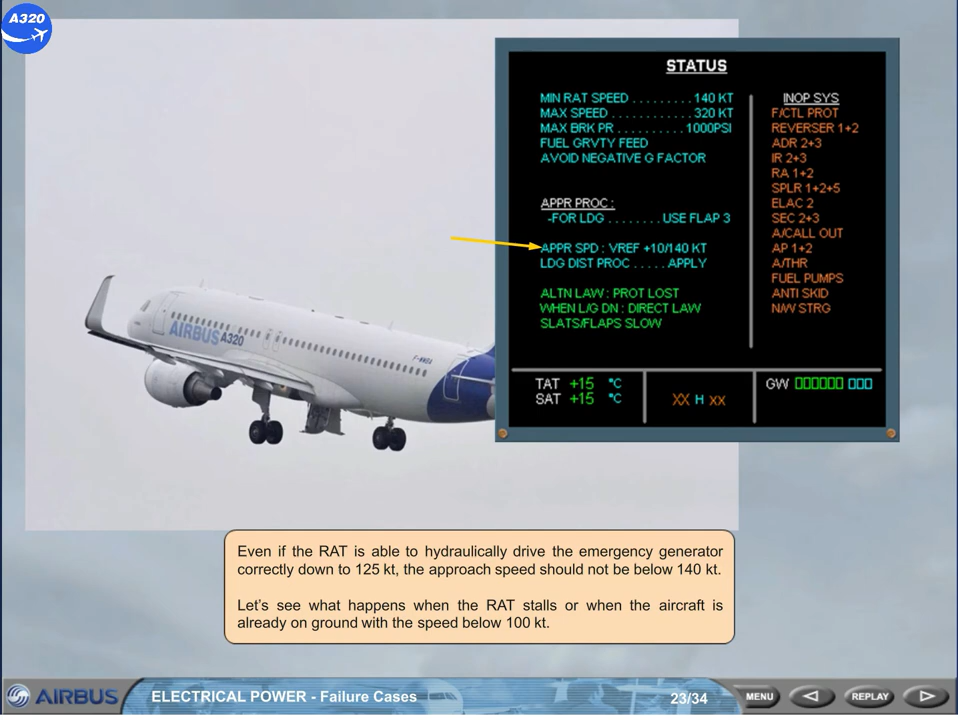 A320
STATUS
MIN RAT SPEED . . . . . . . . . 140 KT
MAX SPEED . . . . . . . . . . . . 320 KT
MAX BRK PR . . . . . . . . . . 1000PSI
FUEL GRVTY FEED
AVOID NEGATIVE G FACTOR
APPR PROC :
-FOR LDG . . . . . . . . USE FLAP 3
APPR SPD : VREF +10/140 KT
LDG DIST PROC . . . . . APPLY
ALTN LAW : PROT LOST
WHEN L/G DN : DIRECT LAW
SLATS/FLAPS SLOW
INOP SYS
F/CTL PROT
REVERSER 1+2
ADR 2+3
IR 2+3
RA 1+2
SPLR 1+2+5
ELAC 2
SEC 2+3
A/CALL OUT
AP 1+2
A/THR
FUEL PUMPS
ANTI SKID
N/W STRG
TAT +15 °C
SAT +15 °C
XX H XX
GW
AIRBUS A320
F-WWBA
Even if the RAT is able to hydraulically drive the emergency generator
correctly down to 125 kt, the approach speed should not be below 140 kt.
Let's see what happens when the RAT stalls or when the aircraft is
already on ground with the speed below 100 kt.
AIRBUS
ELECTRICAL POWER - Failure Cases
23/34
MENU
REPLAY